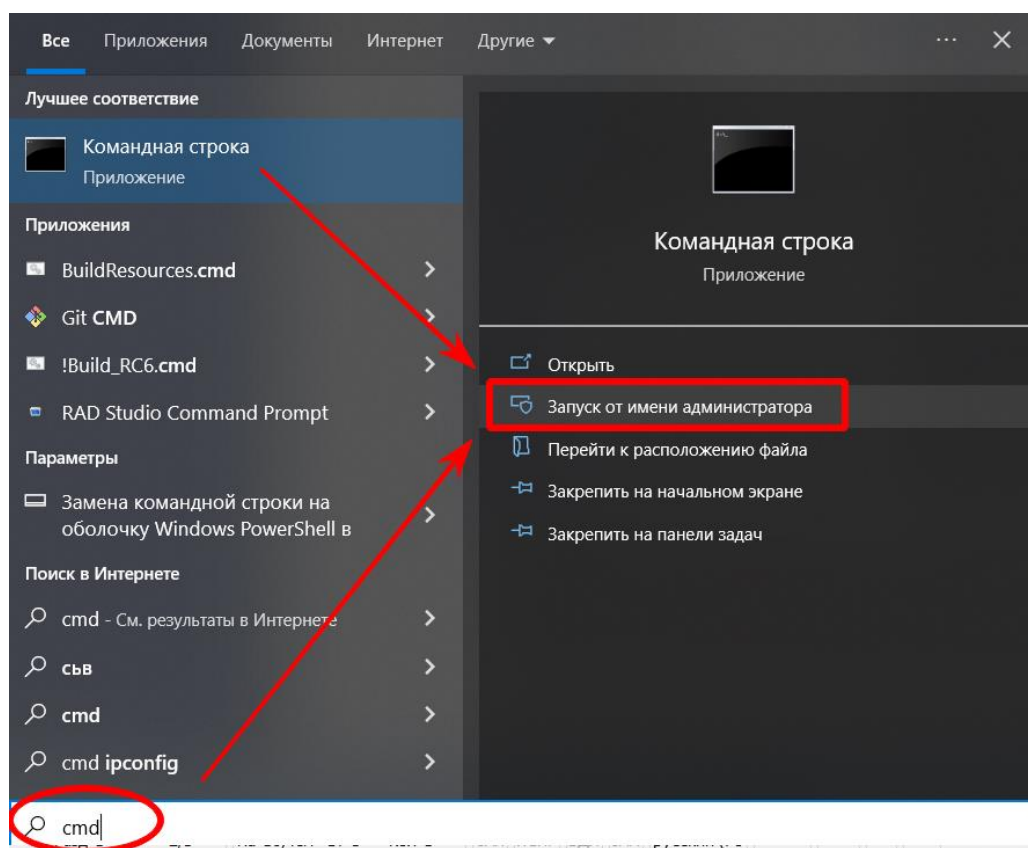 Все Приложения Документы Интернет Другие
Лучшее соответствие
Командная строка
Приложение
Приложения
BuildResources.cmd
Git CMD
!Build_RC6.cmd
RAD Studio Command Prompt
Параметры
Замена командной строки на
оболочку Windows PowerShell в
Поиск в Интернете
cmd - См. результаты в Интернете
сьв
cmd
cmd ipconfig
cmd
Командная строка
Приложение
Открыть
Запуск от имени администратора
Перейти к расположению файла
Закрепить на начальном экране
Закрепить на панели задач